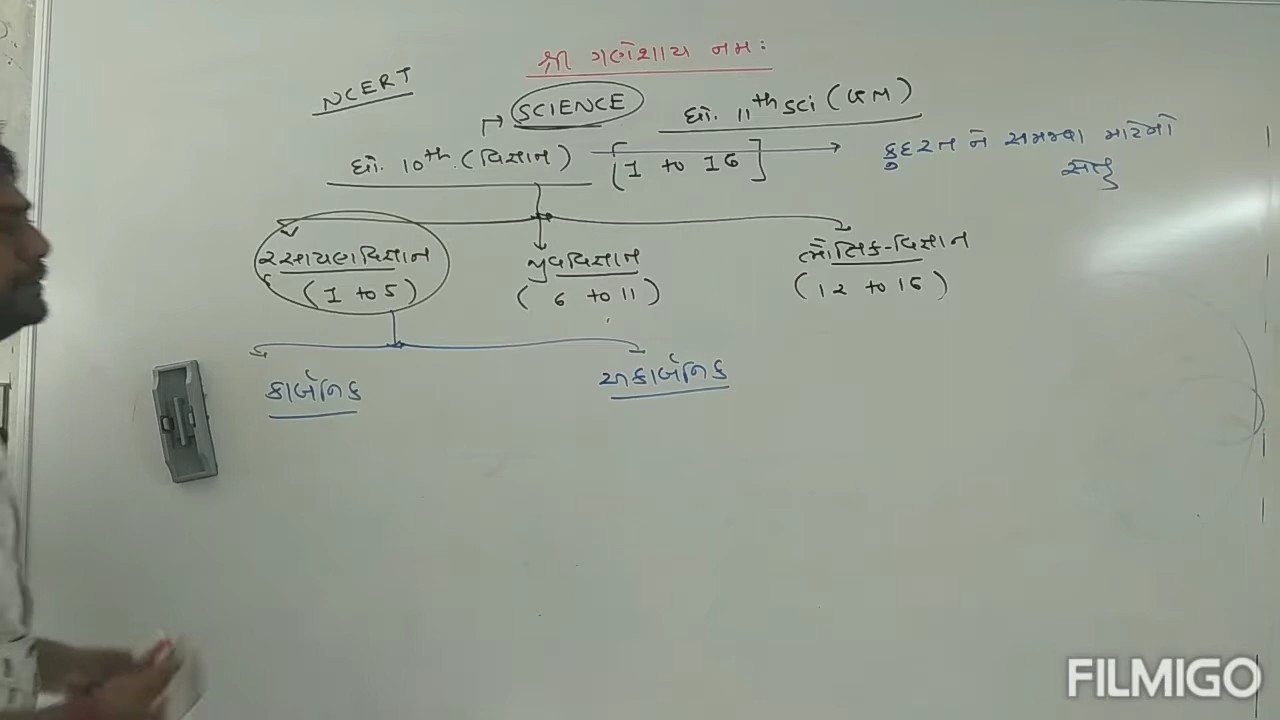 શ્રી ગણેશાય નમઃ
NCERT
SCIENCE
ધો. 11th sci (GM)
ધો. 10th. (વિજ્ઞાન)
[1 to 16]
કુદરત ને સમજવા માટેનો
રસાયણવિજ્ઞાન
(1 to 5)
જીવવિજ્ઞાન
(6 to 11)
ભૌતિક-વિજ્ઞાન
(12 to 16)
કાર્બનિક
અકાર્બનિક
FILMIGO